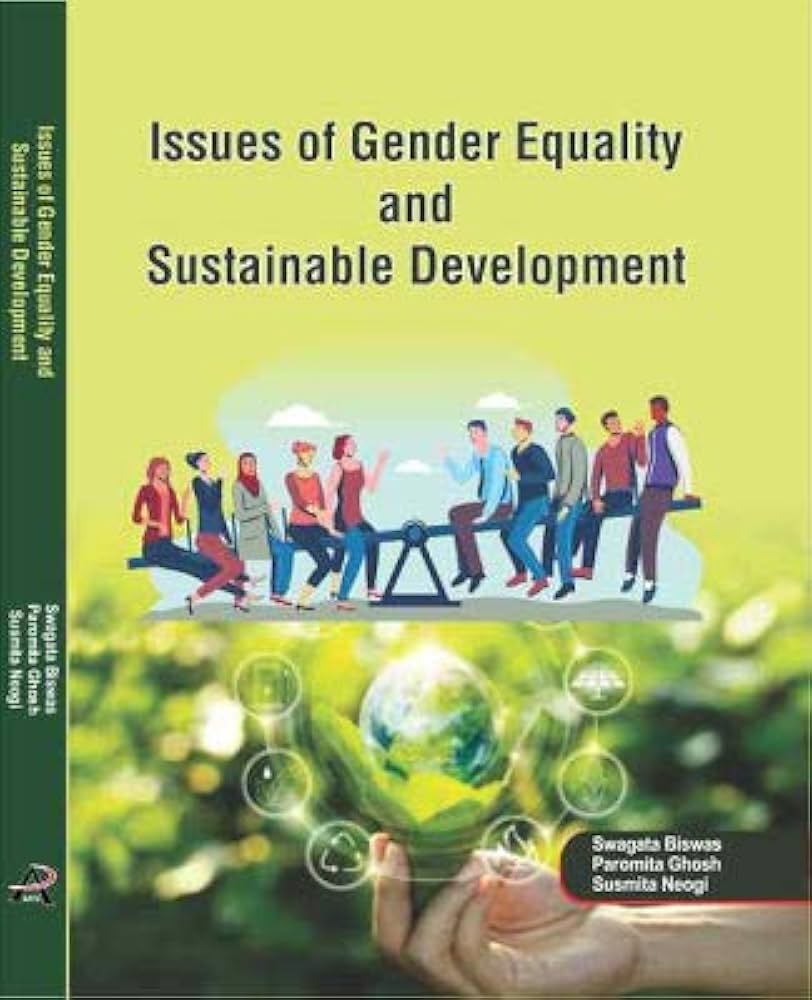 Issues of Gender Equality and
Sustainable Development
Swagata Biswas
Paromita Ghosh
Susmita Neogi
Issues of Gender Equality
and
Sustainable Development
Swagata Biswas
Paromita Ghosh
Susmita Neogi